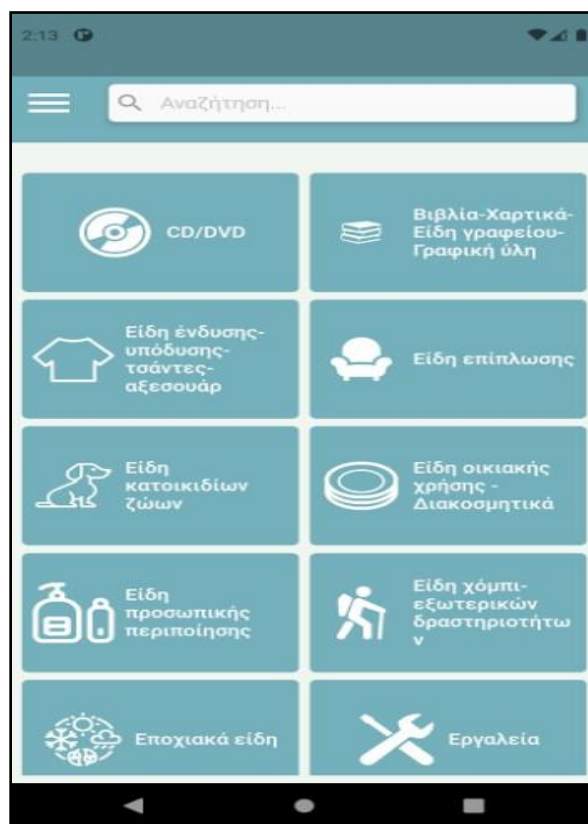 2:13
Αναζήτηση...
CD/DVD
Βιβλία-Χαρτικά-
Είδη γραφείου-
Γραφική ύλη
Είδη ένδυσης-
υπόδυσης-
τσάντες-
αξεσουάρ
Είδη επίπλωσης
Είδη
κατοικιδίων
ζώων
Είδη οικιακής
χρήσης -
Διακοσμητικά
Είδη
προσωπικής
περιποίησης
Είδη χόμπι-
εξωτερικών
δραστηριοτήτω
ν
Εποχιακά είδη
Εργαλεία